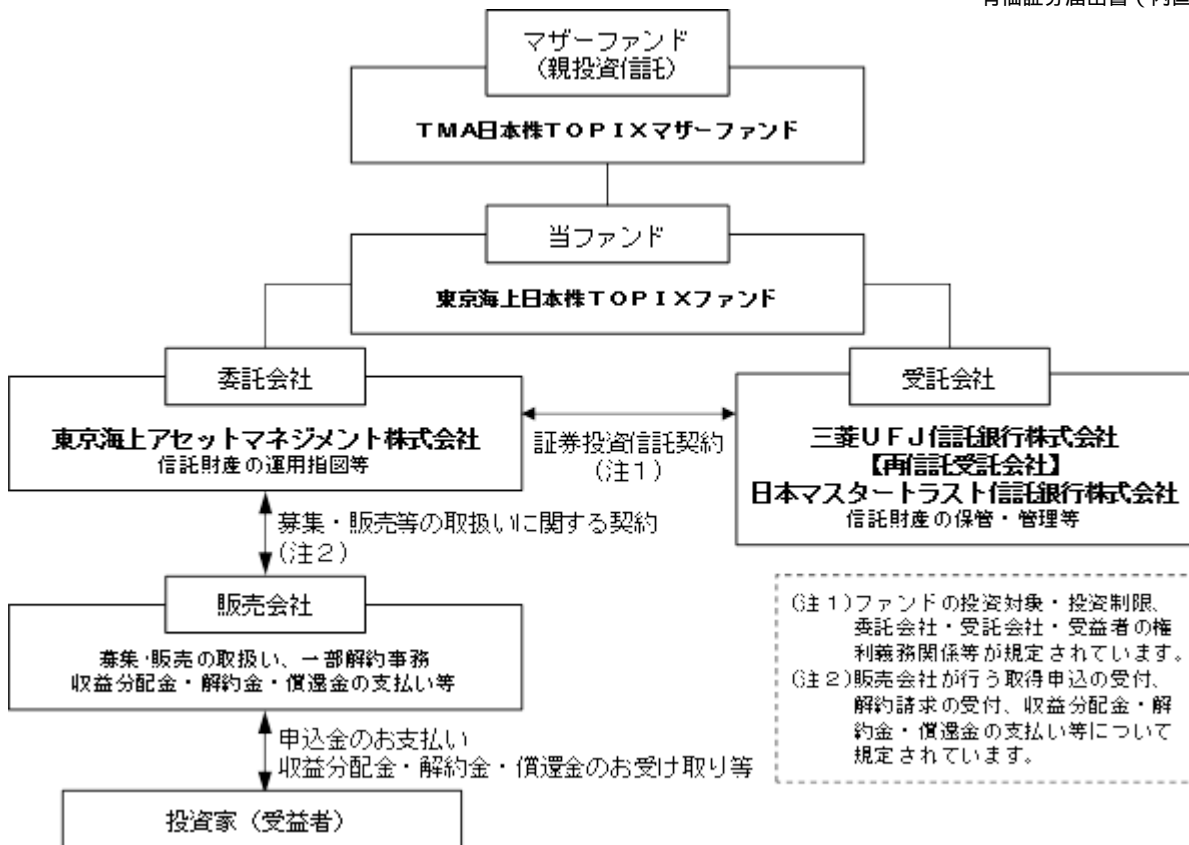 マザーファンド
(親投資信託)
TMA日本株TOPIXマザーファンド
当ファンド
東京海上日本株TOPIXファンド
委託会社
東京海上アセットマネジメント株式会社
信託財産の運用指図等
証券投資信託契約
(注1)
受託会社
三菱UFJ信託銀行株式会社
【再信託受託会社】
日本マスタートラスト信託銀行株式会社
信託財産の保管・管理等
募集・販売等の取扱いに関する契約
(注2)
販売会社
募集・販売の取扱い、一部解約事務
収益分配金・解約金・償還金の支払い等
(注1)ファンドの投資対象・投資制限、
委託会社・受託会社・受益者の権
利義務関係等が規定されています。
(注2)販売会社が行う取得申込の受付、
解約請求の受付、収益分配金・解
約金・償還金の支払い等について
規定されています。
申込金のお支払い
収益分配金・解約金・償還金のお受け取り等
投資家(受益者)